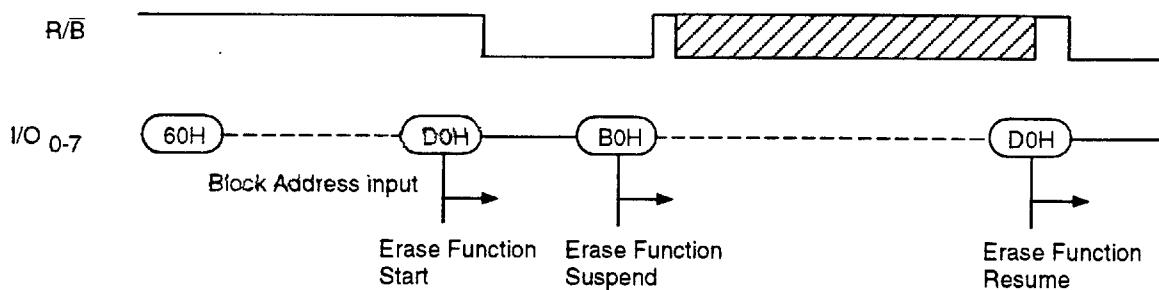 R/B̅
I/O 0-7
60H
D0H
B0H
D0H
Block Address input
Erase Function
Start
Erase Function
Suspend
Erase Function
Resume